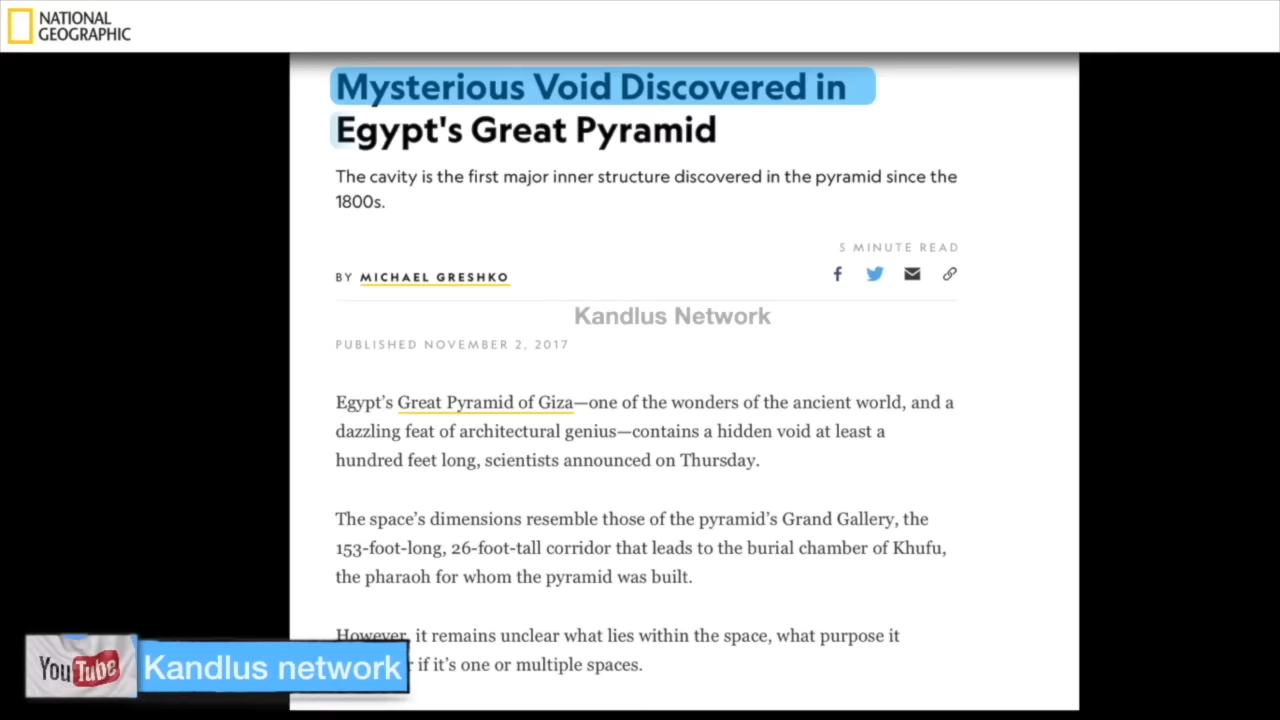 NATIONAL
GEOGRAPHIC
Mysterious Void Discovered in
Egypt's Great Pyramid
The cavity is the first major inner structure discovered in the pyramid since the
1800s.
5 MINUTE READ
BY MICHAEL GRESHKO
Kandlus Network
PUBLISHED NOVEMBER 2, 2017
Egypt’s Great Pyramid of Giza—one of the wonders of the ancient world, and a
dazzling feat of architectural genius—contains a hidden void at least a
hundred feet long, scientists announced on Thursday.
The space’s dimensions resemble those of the pyramid’s Grand Gallery, the
153-foot-long, 26-foot-tall corridor that leads to the burial chamber of Khufu,
the pharaoh for whom the pyramid was built.
However, it remains unclear what lies within the space, what purpose it
if it’s one or multiple spaces.
YouTube
Kandlus network